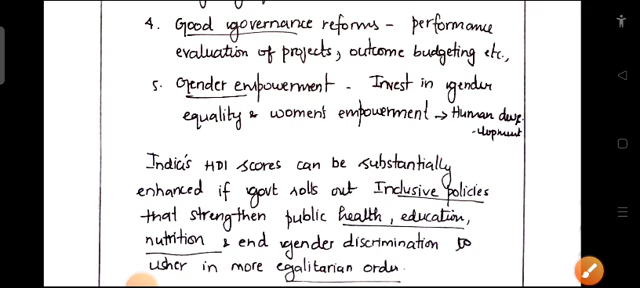 4. Good governance reforms - performance
evaluation of projects, outcome budgeting etc.,
5. Gender empowerment - Invest in gender
equality & women's empowerment → Human deve-
-lopment
India's HDI scores can be substantially
enhanced if govt rolls out Inclusive policies
that strengthen public health, education,
nutrition & end gender discrimination to
usher in more egalitarian order.